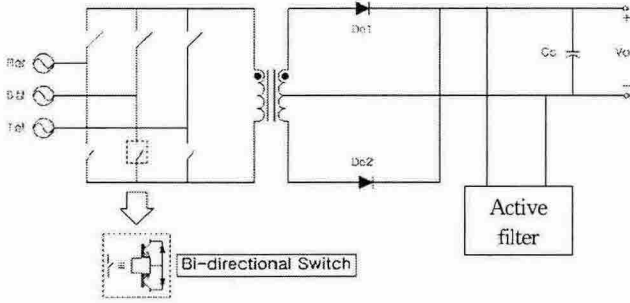 Do1
+
Co
Vo
-
Do2
Active
filter
Bi-directional Switch